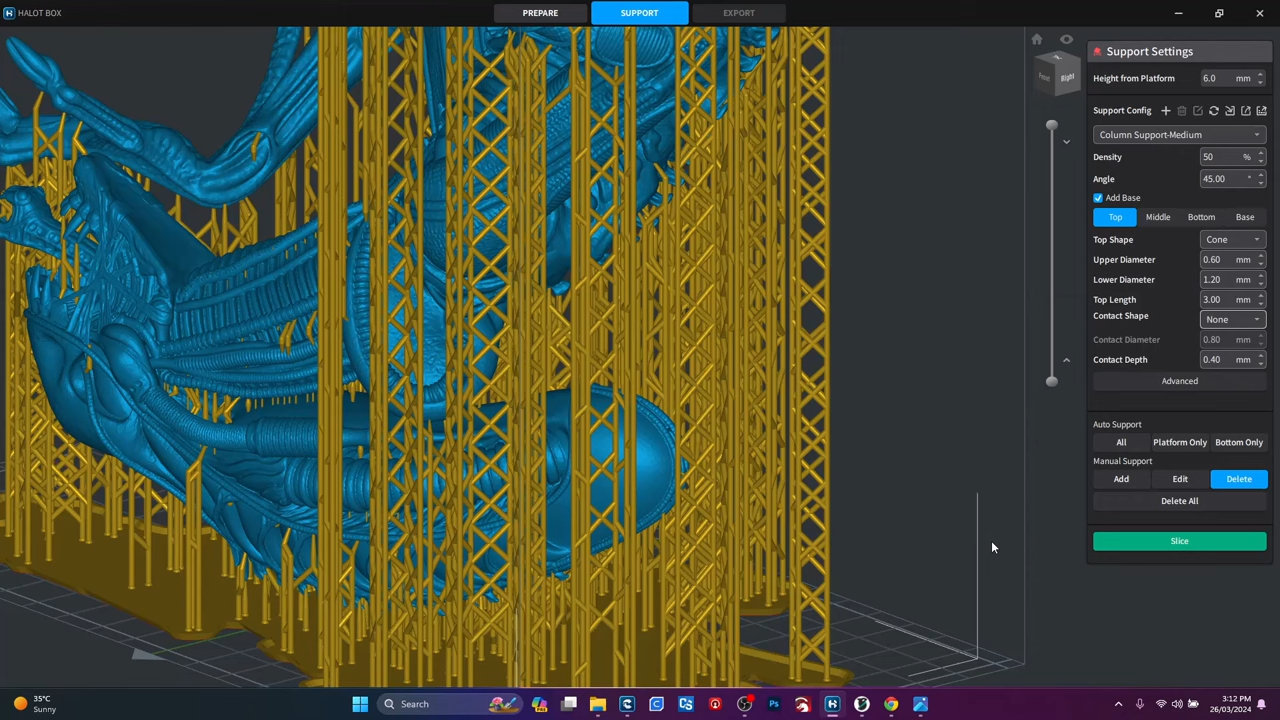 HALOT BOX
PREPARE
SUPPORT
EXPORT
Support Settings
Height from Platform 6.0 mm
Support Config
Column Support-Medium
Density 50 %
Angle 45.00 °
Add Base
Top Middle Bottom Base
Top Shape Cone
Upper Diameter 0.60 mm
Lower Diameter 1.20 mm
Top Length 3.00 mm
Contact Shape None
Contact Diameter 0.80 mm
Contact Depth 0.40 mm
Advanced
Auto Support
All Platform Only Bottom Only
Manual Support
Add Edit Delete
Delete All
Slice
Front Right
35°C
Sunny
Search
3:12 PM
26/03/2024